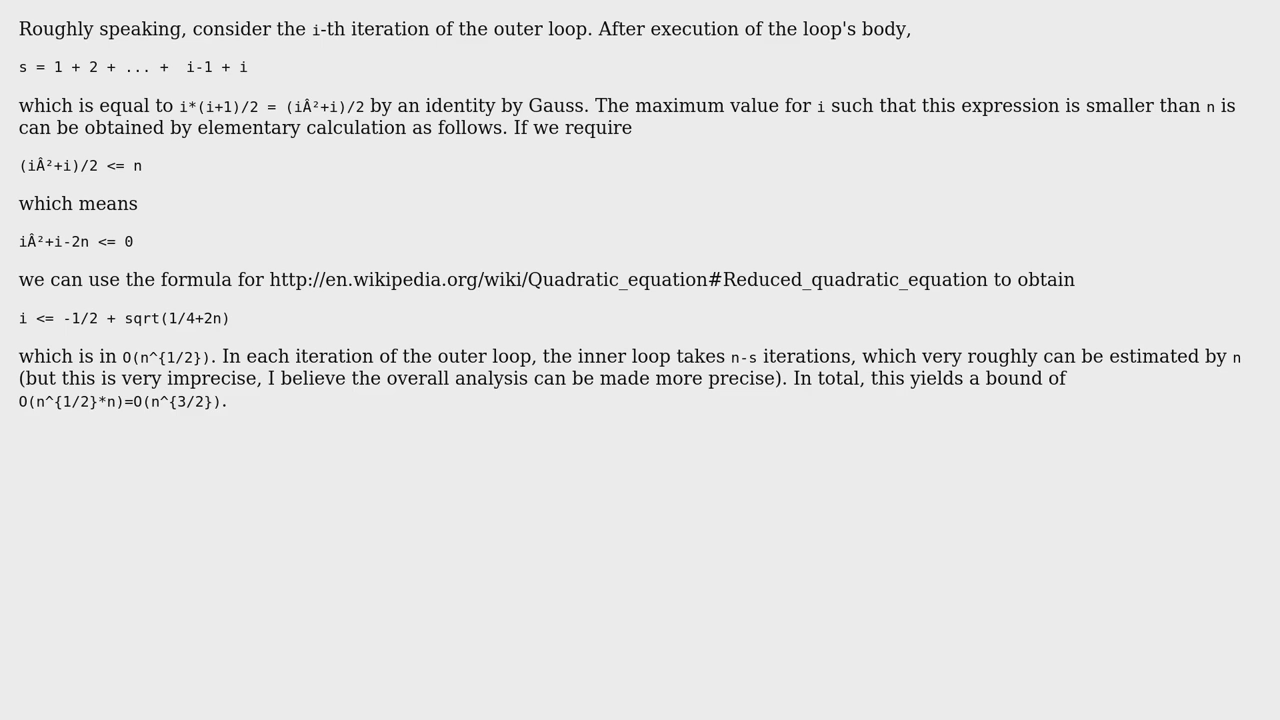 Roughly speaking, consider the i-th iteration of the outer loop. After execution of the loop's body,
s = 1 + 2 + ... +  i-1 + i
which is equal to i*(i+1)/2 = (iÂ²+i)/2 by an identity by Gauss. The maximum value for i such that this expression is smaller than n is
can be obtained by elementary calculation as follows. If we require
(iÂ²+i)/2 <= n
which means
iÂ²+i-2n <= 0
we can use the formula for http://en.wikipedia.org/wiki/Quadratic_equation#Reduced_quadratic_equation to obtain
i <= -1/2 + sqrt(1/4+2n)
which is in O(n^{1/2}). In each iteration of the outer loop, the inner loop takes n-s iterations, which very roughly can be estimated by n
(but this is very imprecise, I believe the overall analysis can be made more precise). In total, this yields a bound of
O(n^{1/2}*n)=O(n^{3/2}).